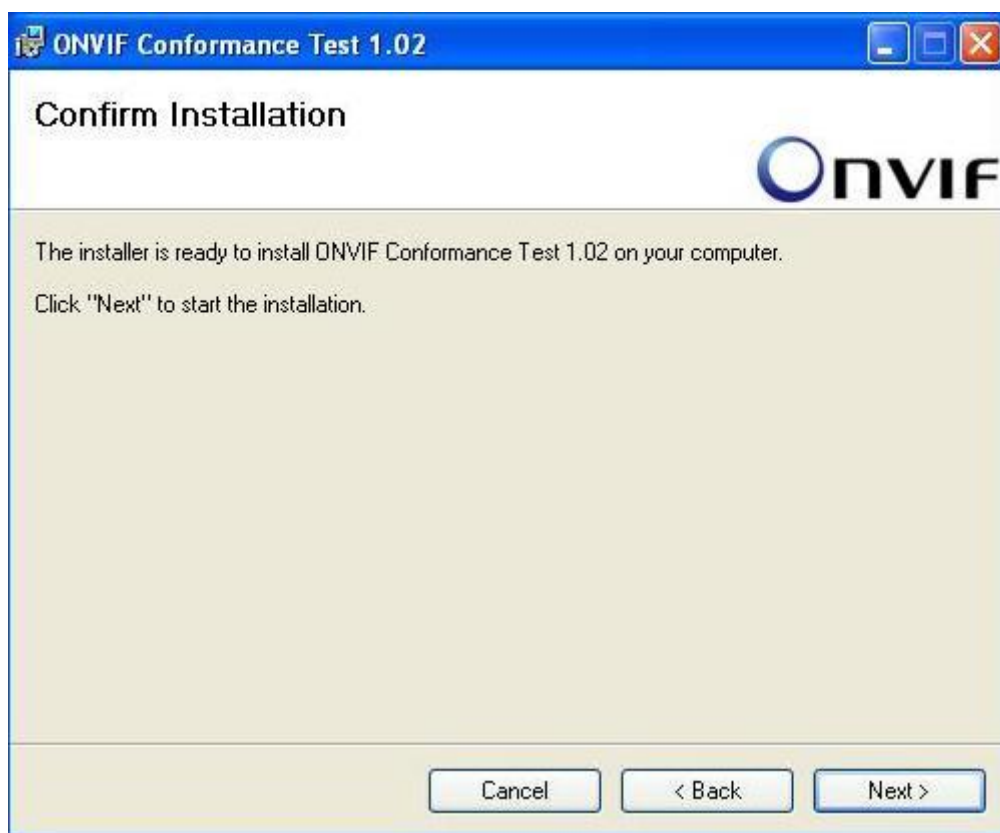 ONVIF Conformance Test 1.02
Confirm Installation
ONVIF
The installer is ready to install ONVIF Conformance Test 1.02 on your computer.
Click "Next" to start the installation.
Cancel
< Back
Next >